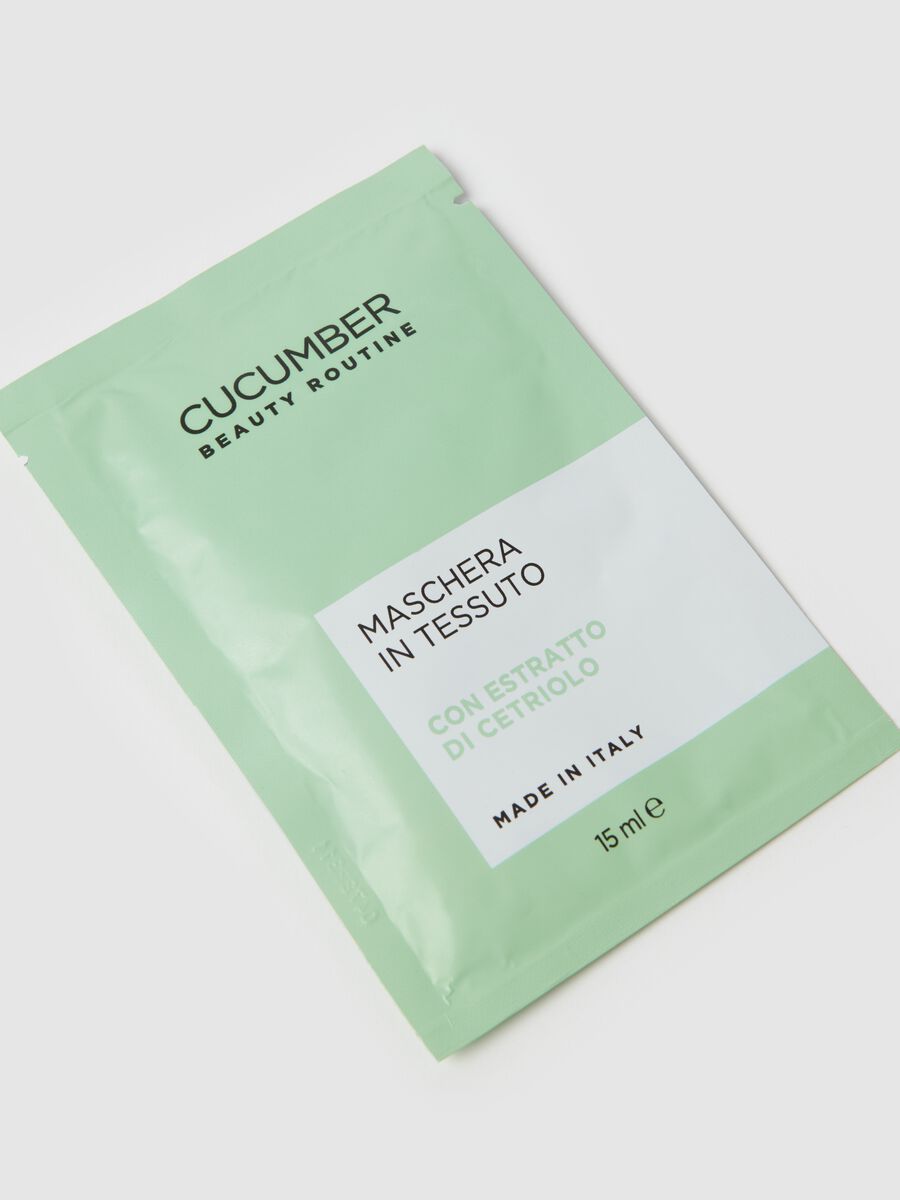 CUCUMBER
BEAUTY ROUTINE
MASCHERA
IN TESSUTO
CON ESTRATTO
DI CETRIOLO
MADE IN ITALY
15 ml ℮